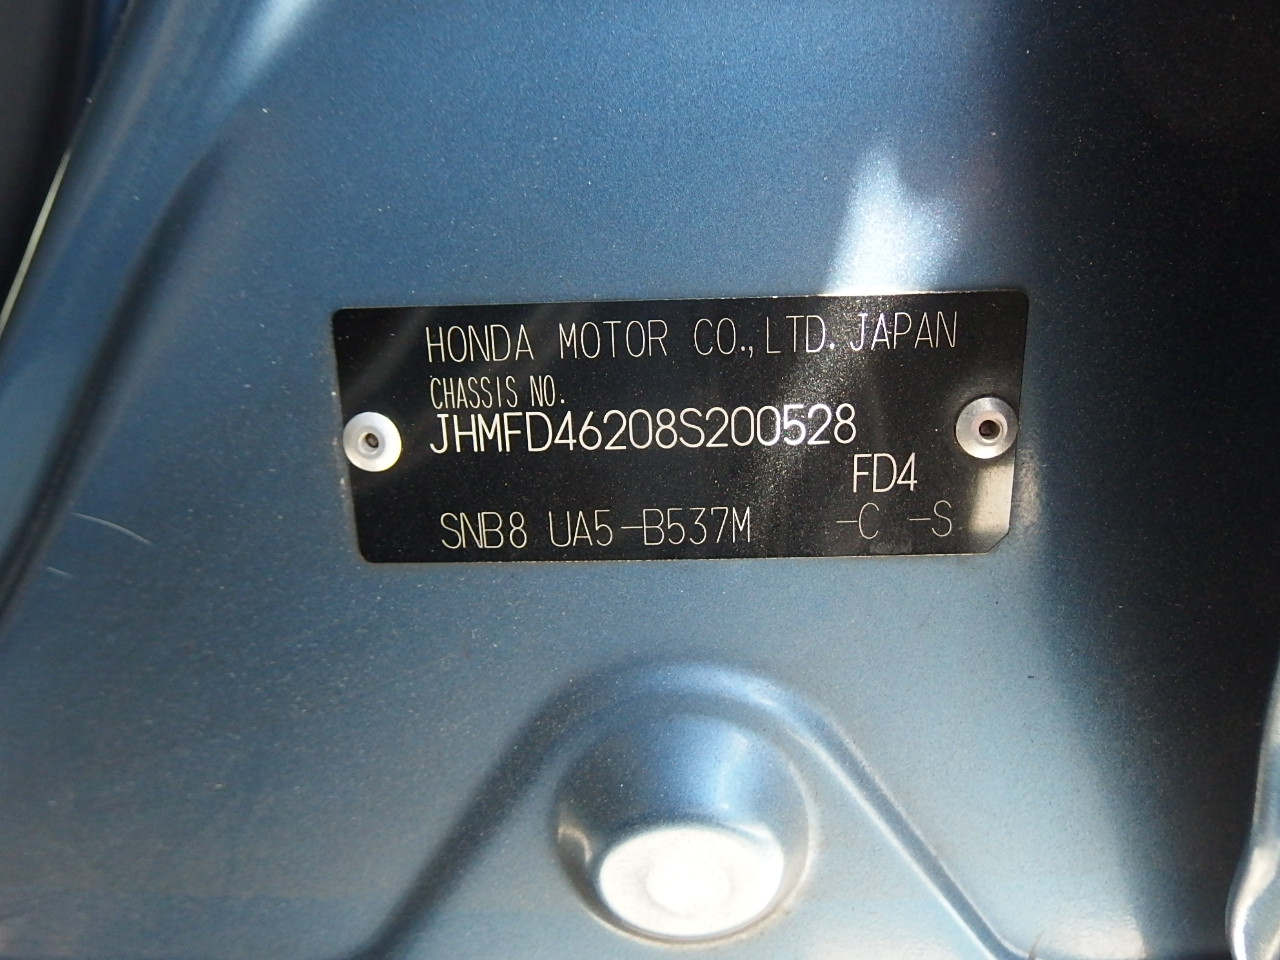 HONDA MOTOR CO.,LTD. JAPAN
CHASSIS NO.
JHMFD46208S200528
FD4
SNB8 UA5-B537M -C -S